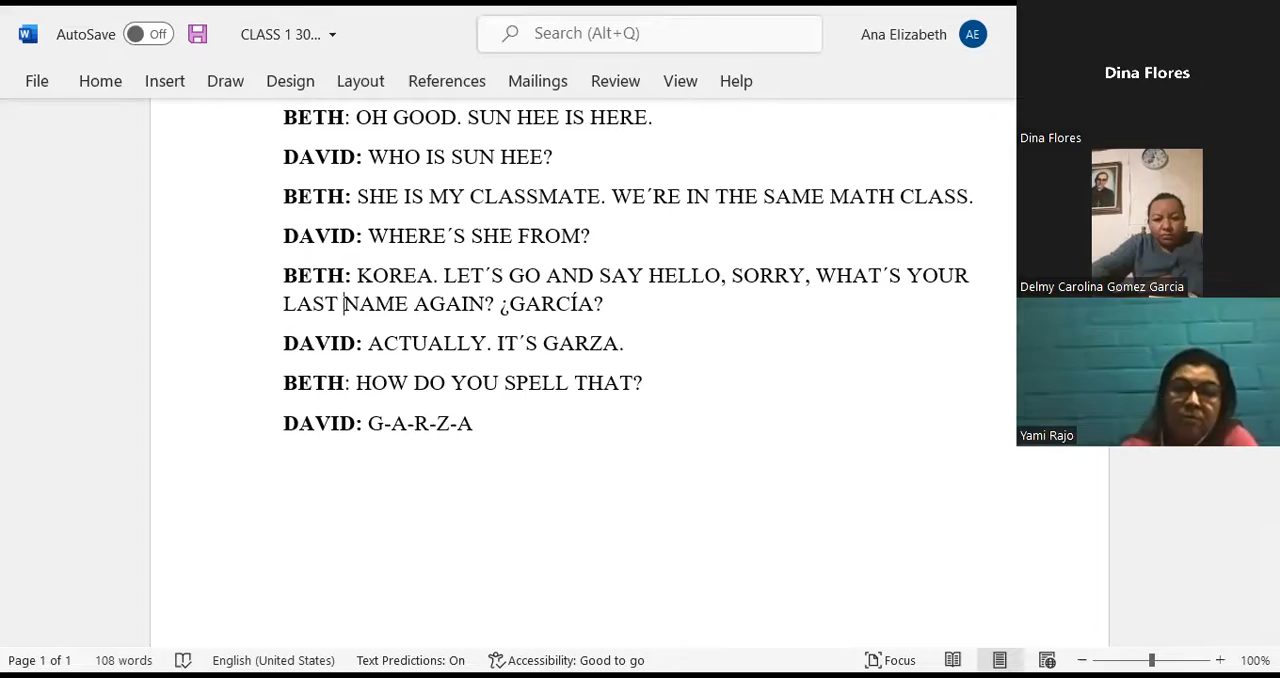 AutoSave Off CLASS 1 30... Search (Alt+Q) Ana Elizabeth AE
File Home Insert Draw Design Layout References Mailings Review View Help
BETH: OH GOOD. SUN HEE IS HERE.
DAVID: WHO IS SUN HEE?
BETH: SHE IS MY CLASSMATE. WE´RE IN THE SAME MATH CLASS.
DAVID: WHERE´S SHE FROM?
BETH: KOREA. LET´S GO AND SAY HELLO, SORRY, WHAT´S YOUR
LAST NAME AGAIN? ¿GARCÍA?
DAVID: ACTUALLY. IT´S GARZA.
BETH: HOW DO YOU SPELL THAT?
DAVID: G-A-R-Z-A
Page 1 of 1 108 words English (United States) Text Predictions: On Accessibility: Good to go Focus 100%
Dina Flores
Dina Flores
Delmy Carolina Gomez Garcia
Yami Rajo